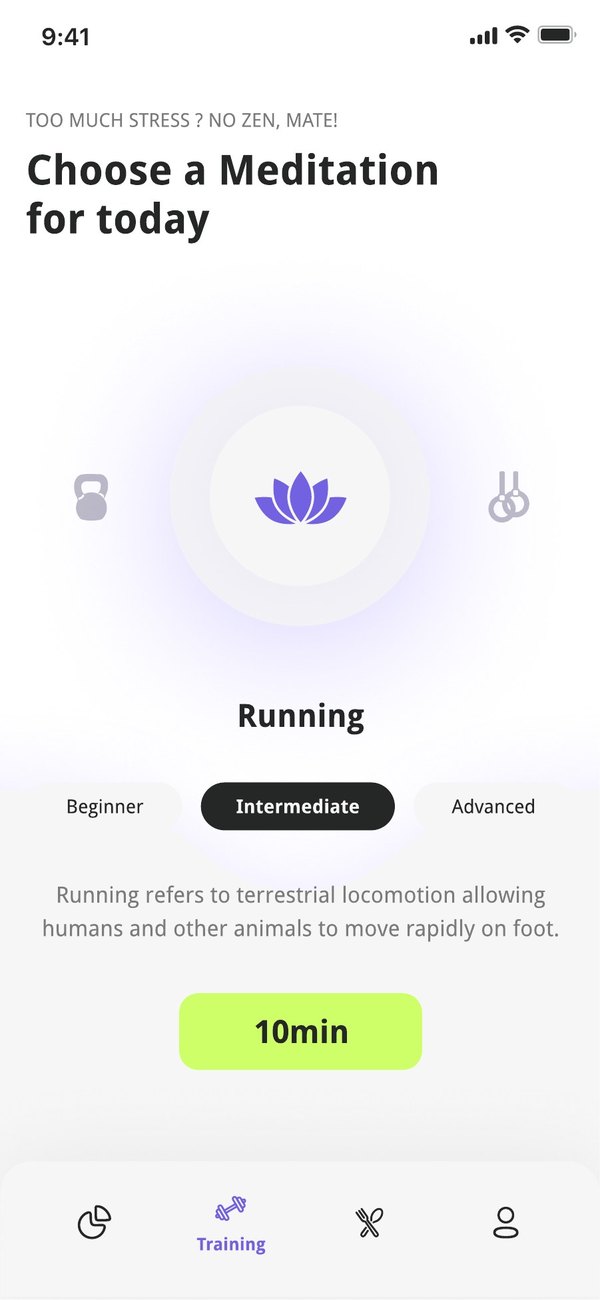 9:41
TOO MUCH STRESS ? NO ZEN, MATE!
Choose a Meditation
for today
Running
Beginner
Intermediate
Advanced
Running refers to terrestrial locomotion allowing
humans and other animals to move rapidly on foot.
10min
Training